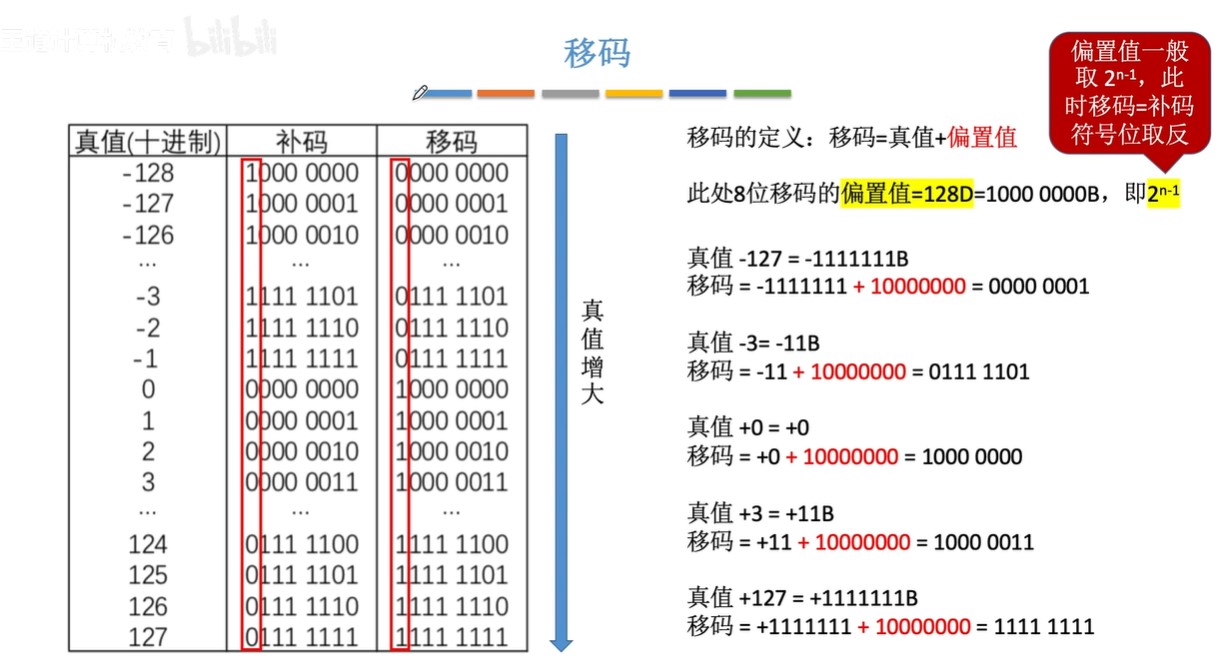 bilibili
移码
偏置值一般
取 2ⁿ⁻¹，此
时移码=补码
符号位取反
真值(十进制) 补码 移码
-128 1000 0000 0000 0000
-127 1000 0001 0000 0001
-126 1000 0010 0000 0010
... ... ...
-3 1111 1101 0111 1101
-2 1111 1110 0111 1110
-1 1111 1111 0111 1111
0 0000 0000 1000 0000
1 0000 0001 1000 0001
2 0000 0010 1000 0010
3 0000 0011 1000 0011
... ... ...
124 0111 1100 1111 1100
125 0111 1101 1111 1101
126 0111 1110 1111 1110
127 0111 1111 1111 1111
真
值
增
大
移码的定义：移码=真值+偏置值
此处8位移码的偏置值=128D=1000 0000B，即2ⁿ⁻¹
真值 -127 = -1111111B
移码 = -1111111 + 10000000 = 0000 0001
真值 -3= -11B
移码 = -11 + 10000000 = 0111 1101
真值 +0 = +0
移码 = +0 + 10000000 = 1000 0000
真值 +3 = +11B
移码 = +11 + 10000000 = 1000 0011
真值 +127 = +1111111B
移码 = +1111111 + 10000000 = 1111 1111